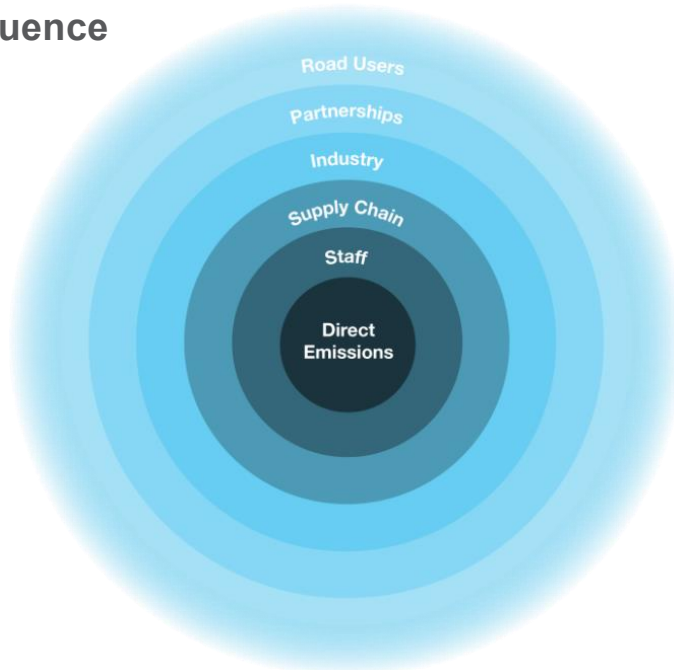 uence
Road Users
Partnerships
Industry
Supply Chain
Staff
Direct
Emissions